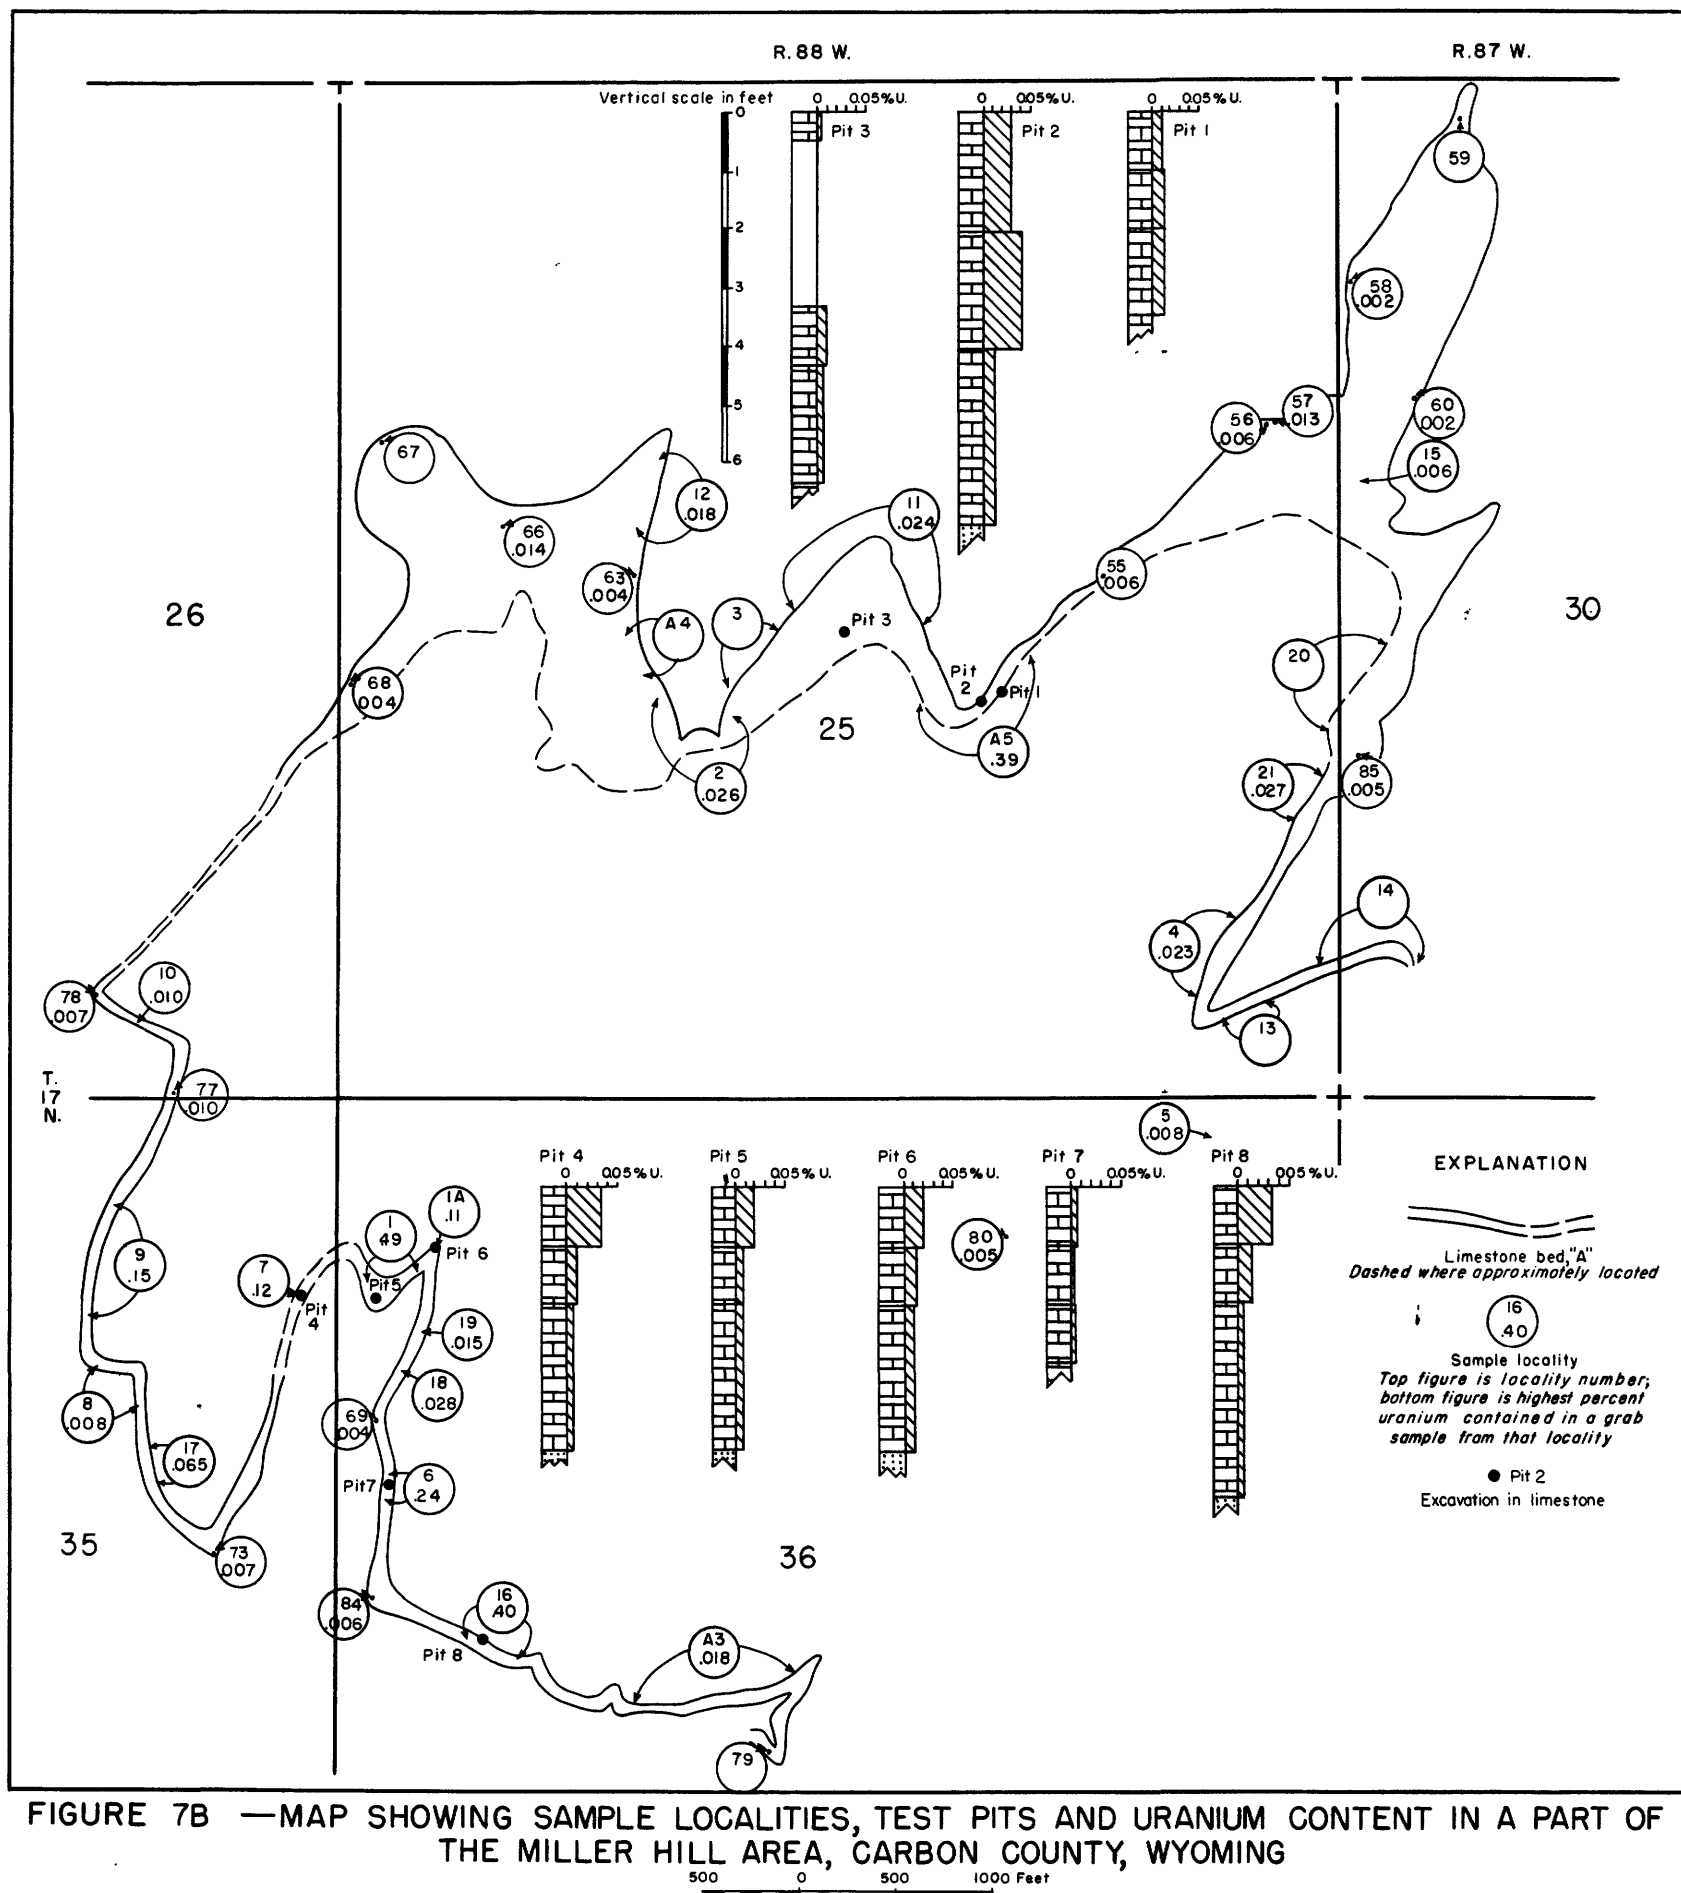 R. 88 W.
R. 87 W.
Vertical scale in feet
0
1
2
3
4
5
6
0 0.05% U.
Pit 3
0 0.05% U.
Pit 2
0 0.05% U.
Pit 1
59
58
.002
57
.013
56
.006
60
.002
15
.006
67
66
.014
12
.018
11
.024
63
.004
55
.006
26
A4
3
Pit 3
30
20
68
.004
Pit
2
Pit 1
25
A5
.39
2
.026
21
.027
85
.005
14
4
.023
10
.010
78
.007
13
T.
17
N.
77
.010
5
.008
Pit 4
0 0.05% U.
Pit 5
0 0.05% U.
Pit 6
0 0.05% U.
Pit 7
0 0.05% U.
Pit 8
0 0.05% U.
1A
.11
1
.49
Pit 6
80
.005
9
.15
7
.12
Pit
4
Pit5
19
.015
18
.028
8
.008
69
.004
17
.065
Pit7
6
.24
35
73
.007
36
84
.006
16
.40
Pit 8
A3
.018
79
EXPLANATION
Limestone bed, "A"
Dashed where approximately located
16
.40
Sample locality
Top figure is locality number;
bottom figure is highest percent
uranium contained in a grab
sample from that locality
Pit 2
Excavation in limestone
FIGURE 7B —MAP SHOWING SAMPLE LOCALITIES, TEST PITS AND URANIUM CONTENT IN A PART OF
THE MILLER HILL AREA, CARBON COUNTY, WYOMING
500 0 500 1000 Feet